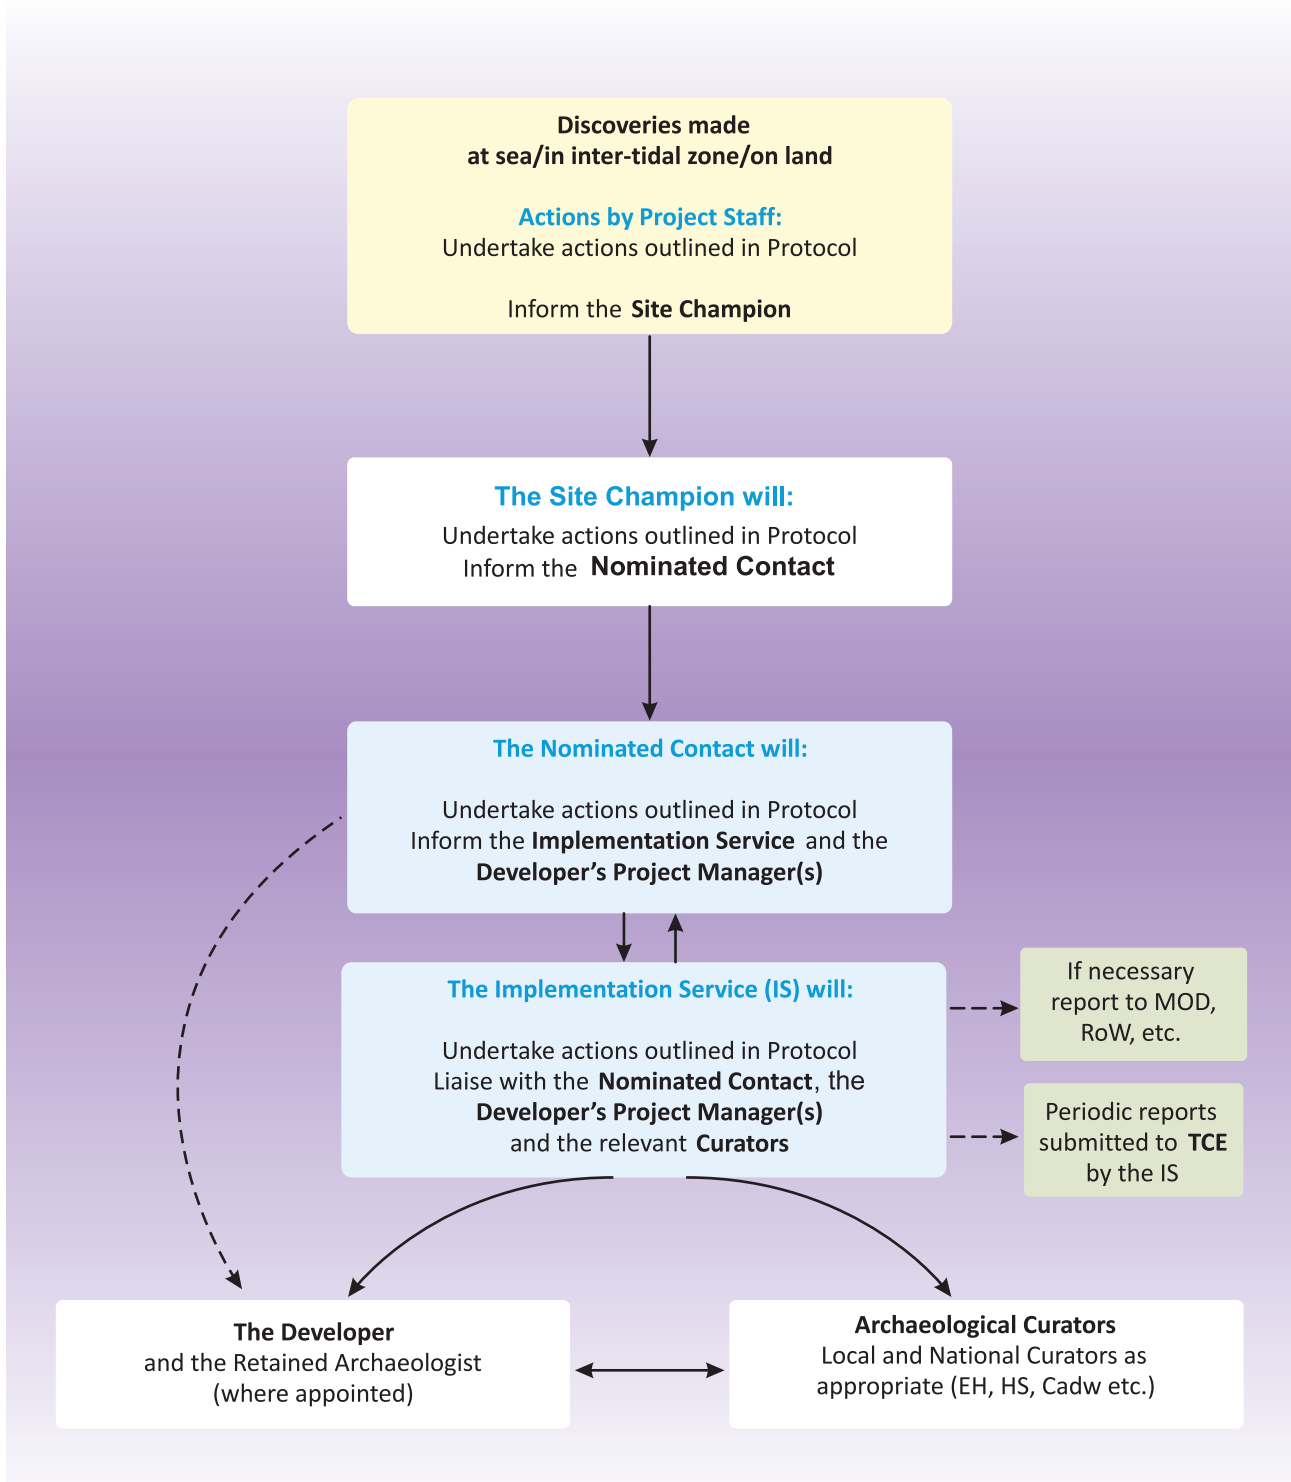 Discoveries made
at sea/in inter-tidal zone/on land
Actions by Project Staff:
Undertake actions outlined in Protocol
Inform the Site Champion
The Site Champion will:
Undertake actions outlined in Protocol
Inform the Nominated Contact
The Nominated Contact will:
Undertake actions outlined in Protocol
Inform the Implementation Service and the
Developer’s Project Manager(s)
The Implementation Service (IS) will:
Undertake actions outlined in Protocol
Liaise with the Nominated Contact, the
Developer’s Project Manager(s)
and the relevant Curators
If necessary
report to MOD,
RoW, etc.
Periodic reports
submitted to TCE
by the IS
The Developer
and the Retained Archaeologist
(where appointed)
Archaeological Curators
Local and National Curators as
appropriate (EH, HS, Cadw etc.)